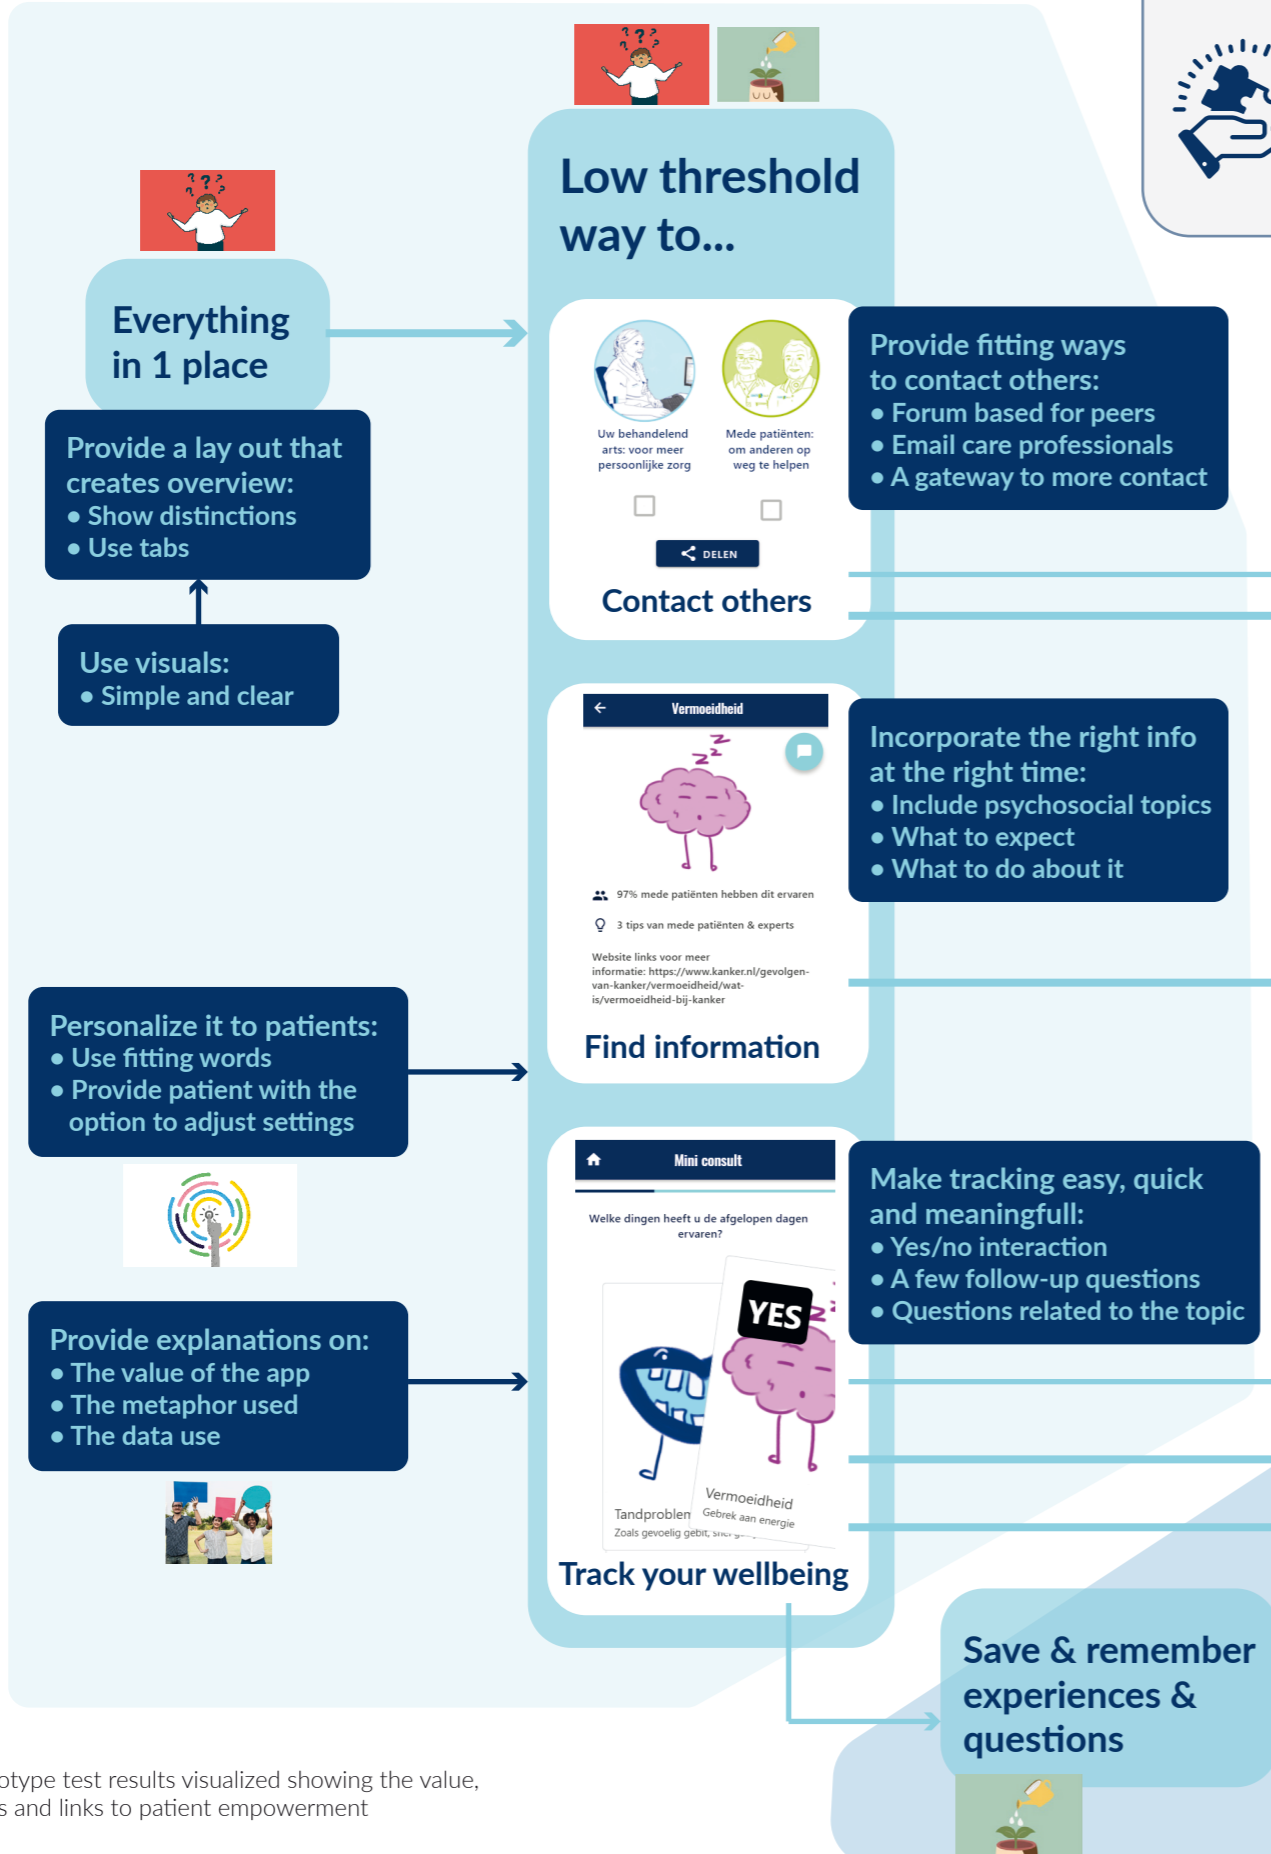 Everything
in 1 place
Provide a lay out that
creates overview:
• Show distinctions
• Use tabs
Use visuals:
• Simple and clear
Personalize it to patients:
• Use fitting words
• Provide patient with the
option to adjust settings
Provide explanations on:
• The value of the app
• The metaphor used
• The data use
Low threshold
way to...
Uw behandelend
arts: voor meer
persoonlijke zorg
Mede patiënten:
om anderen op
weg te helpen
DELEN
Contact others
Provide fitting ways
to contact others:
• Forum based for peers
• Email care professionals
• A gateway to more contact
Vermoeidheid
z z z
97% mede patiënten hebben dit ervaren
3 tips van mede patiënten & experts
Website links voor meer
informatie: https://www.kanker.nl/gevolgen-
van-kanker/vermoeidheid/wat-
is/vermoeidheid-bij-kanker
Find information
Incorporate the right info
at the right time:
• Include psychosocial topics
• What to expect
• What to do about it
Mini consult
Welke dingen heeft u de afgelopen dagen
ervaren?
YES
Tandproblem
Zoals gevoelig gebit,
Vermoeidheid
Gebrek aan energie
Track your wellbeing
Make tracking easy, quick
and meaningfull:
• Yes/no interaction
• A few follow-up questions
• Questions related to the topic
Save & remember
experiences &
questions
otype test results visualized showing the value,
s and links to patient empowerment